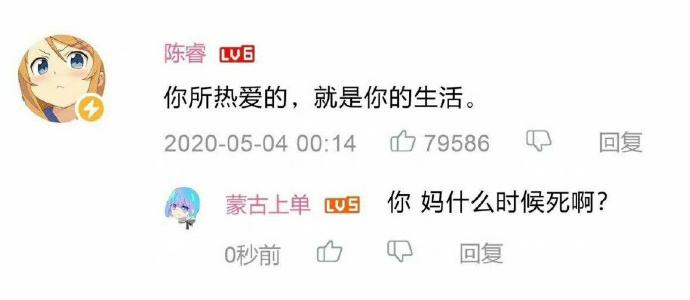 陈睿 LV6
你所热爱的，就是你的生活。
2020-05-04 00:14 79586 回复
蒙古上单 LV5 你 妈什么时候死啊？
0秒前 回复